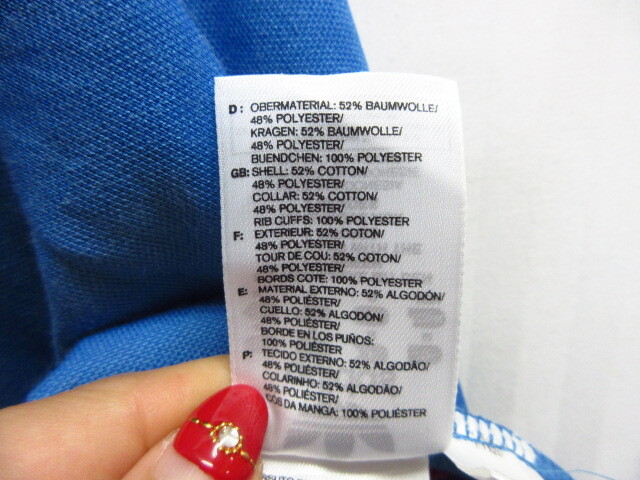 D: OBERMATERIAL: 52% BAUMWOLLE/
48% POLYESTER/
KRAGEN: 52% BAUMWOLLE/
48% POLYESTER/
BUENDCHEN: 100% POLYESTER
GB: SHELL: 52% COTTON/
48% POLYESTER/
COLLAR: 52% COTTON/
48% POLYESTER/
RIB CUFFS: 100% POLYESTER
F: EXTERIEUR: 52% COTON/
48% POLYESTER/
TOUR DE COU: 52% COTON/
48% POLYESTER/
BORDS COTE: 100% POLYESTER
E: MATERIAL EXTERNO: 52% ALGODÓN/
48% POLIÉSTER/
CUELLO: 52% ALGODÓN/
48% POLIÉSTER/
BORDE EN LOS PUÑOS:
100% POLIÉSTER
P: TECIDO EXTERNO: 52% ALGODÃO/
48% POLIÉSTER/
COLARINHO: 52% ALGODÃO/
48% POLIÉSTER/
COS DA MANGA: 100% POLIÉSTER